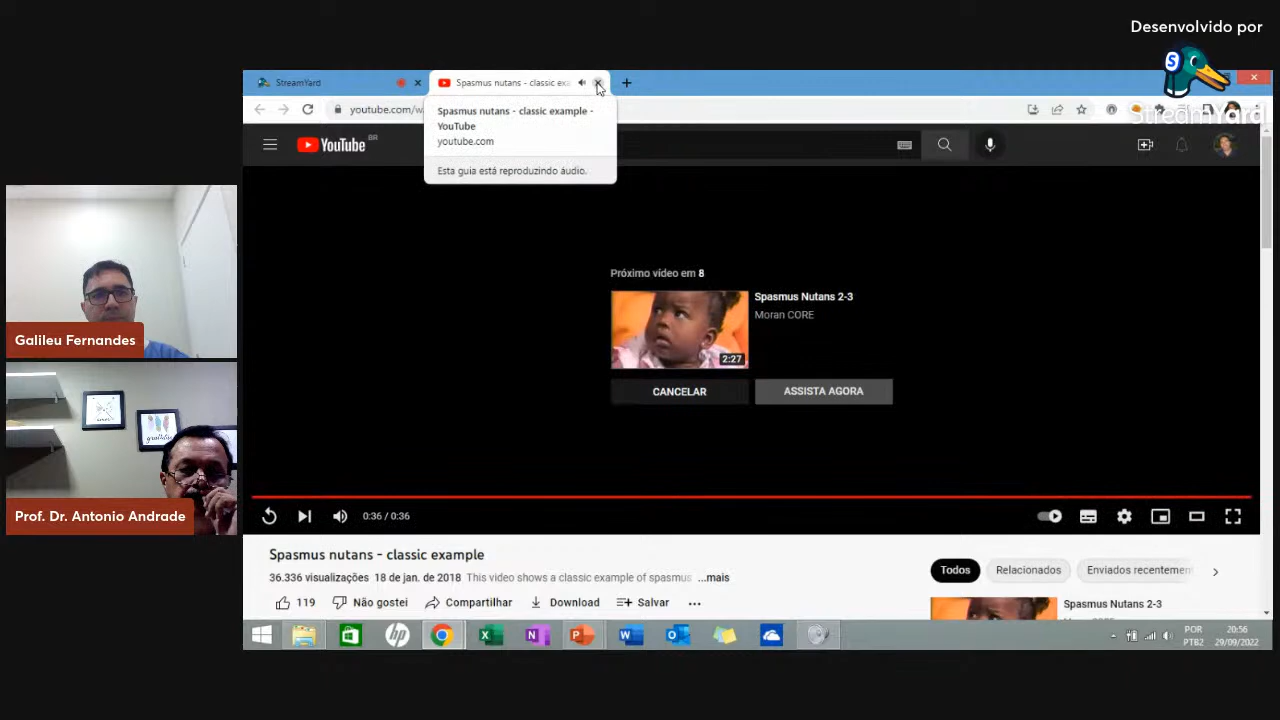 Desenvolvido por
StreamYard
StreamYard
Spasmus nutans - classic exa
youtube.com/w
Spasmus nutans - classic example -
YouTube
youtube.com
Esta guia está reproduzindo áudio.
YouTube BR
Próximo vídeo em 8
Spasmus Nutans 2-3
Moran CORE
2:27
CANCELAR
ASSISTA AGORA
Galileu Fernandes
gratidão
Prof. Dr. Antonio Andrade
0:36 / 0:36
Spasmus nutans - classic example
36.336 visualizações 18 de jan. de 2018 This video shows a classic example of spasmus ...mais
119 Não gostei Compartilhar Download Salvar
Todos Relacionados Enviados recentement
Spasmus Nutans 2-3
hp
POR
PTB2
20:56
29/09/2022